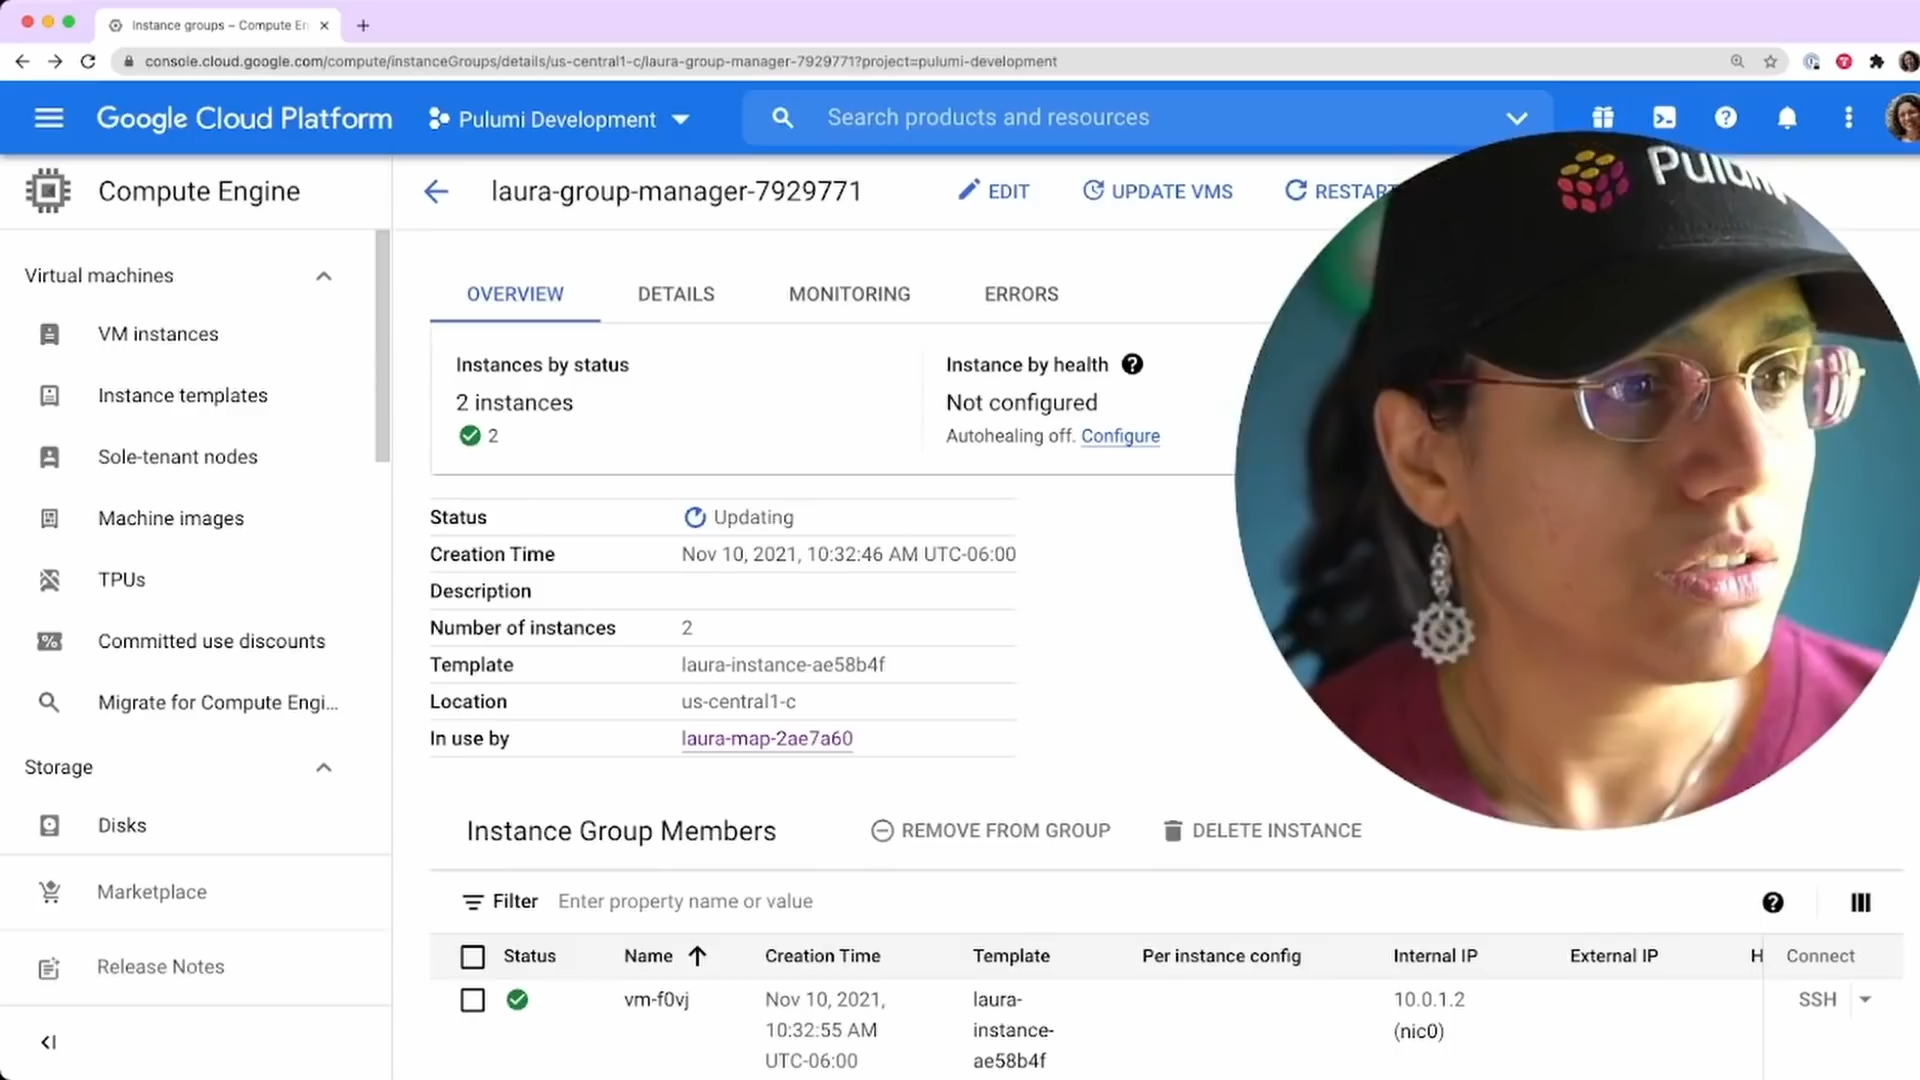 Instance groups – Compute En
console.cloud.google.com/compute/instanceGroups/details/us-central1-c/laura-group-manager-7929771?project=pulumi-development
Google Cloud Platform
Pulumi Development
Search products and resources
Compute Engine
laura-group-manager-7929771
EDIT
UPDATE VMS
RESTART
Virtual machines
VM instances
Instance templates
Sole-tenant nodes
Machine images
TPUs
Committed use discounts
Migrate for Compute Engi...
Storage
Disks
Marketplace
Release Notes
OVERVIEW
DETAILS
MONITORING
ERRORS
Instances by status
2 instances
2
Instance by health
Not configured
Autohealing off. Configure
Status Updating
Creation Time Nov 10, 2021, 10:32:46 AM UTC-06:00
Description
Number of instances 2
Template laura-instance-ae58b4f
Location us-central1-c
In use by laura-map-2ae7a60
Instance Group Members
REMOVE FROM GROUP
DELETE INSTANCE
Filter Enter property name or value
Status Name Creation Time Template Per instance config Internal IP External IP H Connect
vm-f0vj
Nov 10, 2021,
10:32:55 AM
UTC-06:00
laura-
instance-
ae58b4f
10.0.1.2
(nic0)
SSH